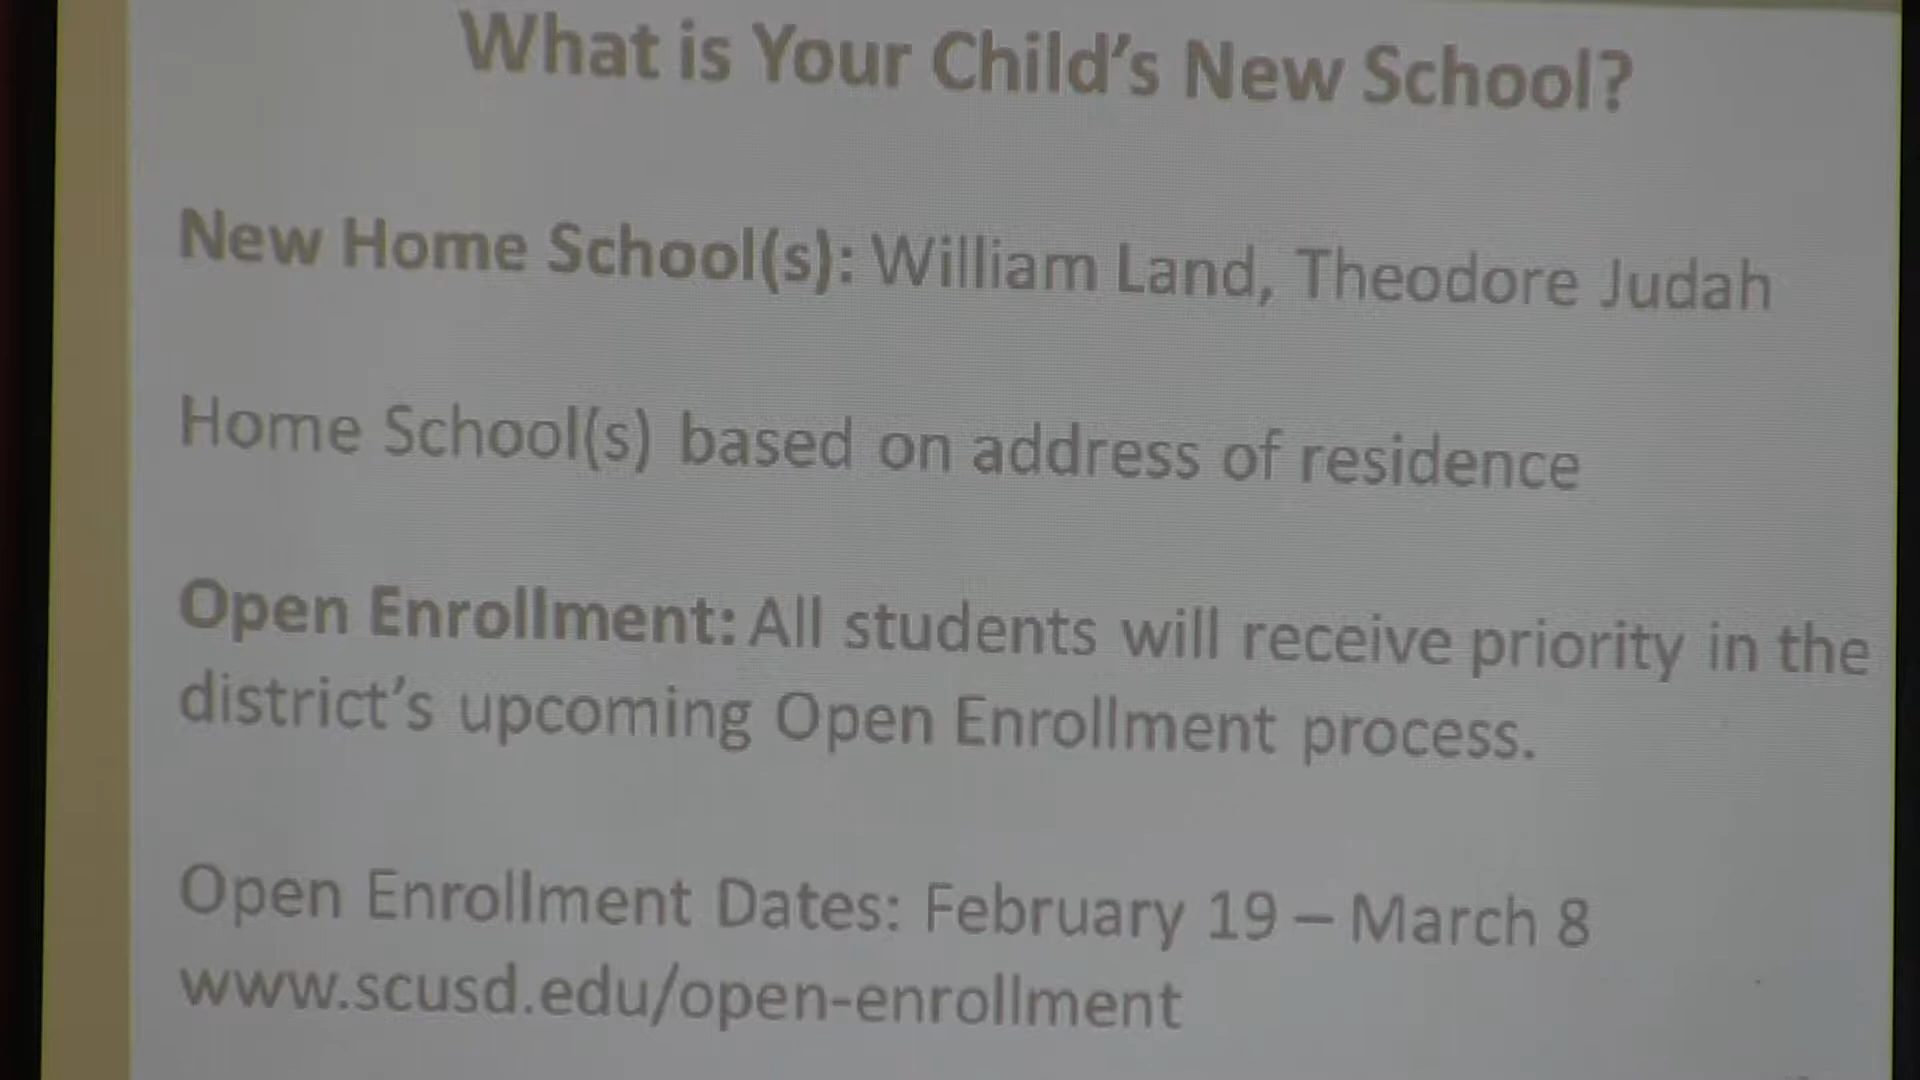 What is Your Child's New School?
New Home School(s): William Land, Theodore Judah
Home School(s) based on address of residence
Open Enrollment: All students will receive priority in the
district's upcoming Open Enrollment process.
Open Enrollment Dates: February 19 – March 8
www.scusd.edu/open-enrollment